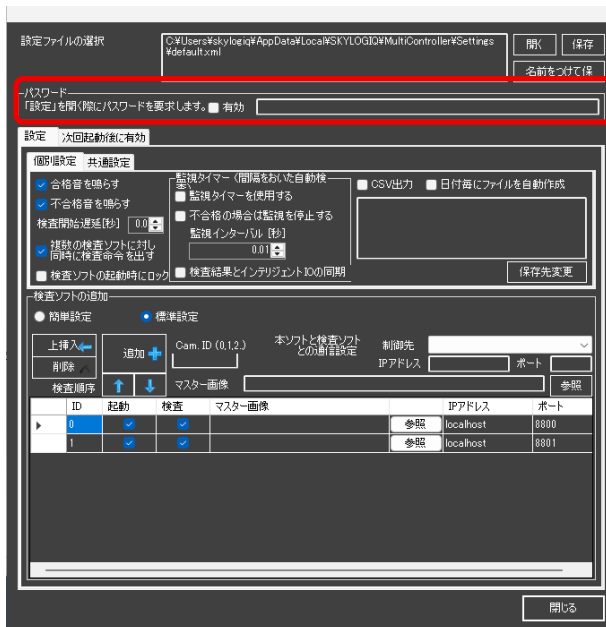 設定ファイルの選択
C:¥Users¥skylogiq¥AppData¥Local¥SKYLOGIQ¥MultiController¥Settings
¥default.xml
開く
保存
名前をつけて保
パスワード
「設定」を開く際にパスワードを要求します。
有効
設定
次回起動後に有効
個別設定
共通設定
合格音を鳴らす
不合格音を鳴らす
検査開始遅延[秒]
0.0
複数の検査ソフトに対し
同時に検査命令を出す
検査ソフトの起動時にロック
監視タイマー（間隔をおいた自動検
監視タイマーを使用する
不合格の場合は監視を停止する
監視インターバル [秒]
0.01
検査結果とインテリジェントIOの同期
CSV出力
日付毎にファイルを自動作成
保存先変更
検査ソフトの追加
簡単設定
標準設定
上挿入
削除
追加
Cam. ID (0,1,2.)
本ソフトと検査ソフト
との通信設定
制御先
IPアドレス
ポート
検査順序
マスター画像
参照
ID 起動 検査 マスター画像 IPアドレス ポート
0 参照 localhost 8800
1 参照 localhost 8801
閉じる